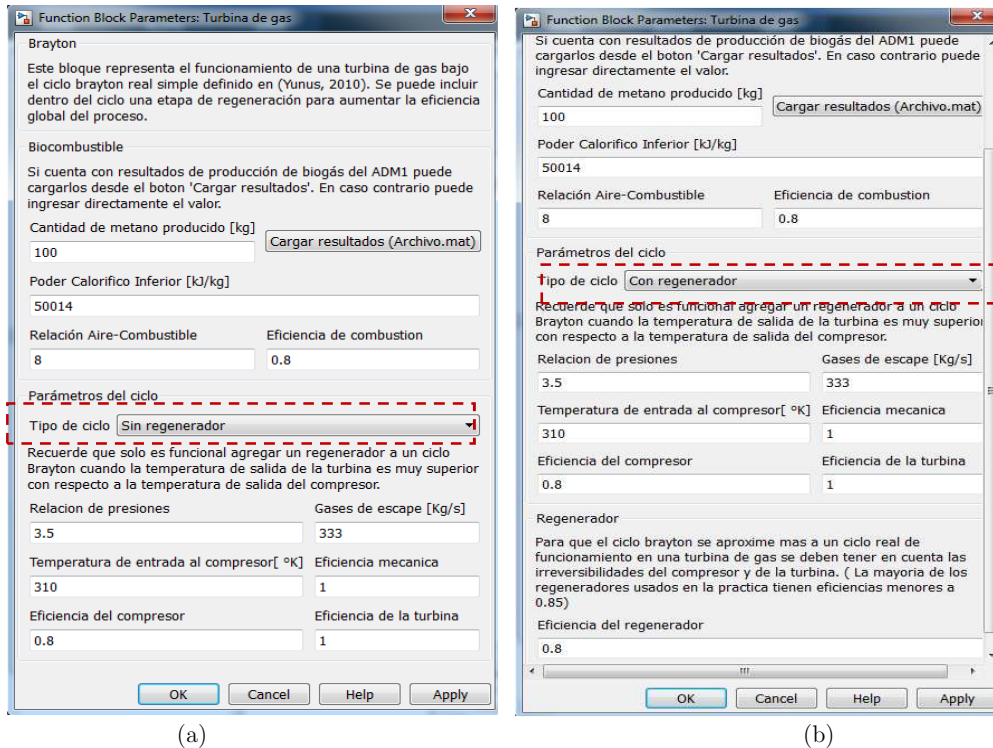 Function Block Parameters: Turbina de gas
Brayton
Este bloque representa el funcionamiento de una turbina de gas bajo
el ciclo brayton real simple definido en (Yunus, 2010). Se puede incluir
dentro del ciclo una etapa de regeneración para aumentar la eficiencia
global del proceso.
Biocombustible
Si cuenta con resultados de producción de biogás del ADM1 puede
cargarlos desde el boton 'Cargar resultados'. En caso contrario puede
ingresar directamente el valor.
Cantidad de metano producido [kg]
100
Cargar resultados (Archivo.mat)
Poder Calorifico Inferior [kJ/kg]
50014
Relación Aire-Combustible
Eficiencia de combustion
8
0.8
Parámetros del ciclo
Tipo de ciclo Sin regenerador
Recuerde que solo es funcional agregar un regenerador a un ciclo
Brayton cuando la temperatura de salida de la turbina es muy superior
con respecto a la temperatura de salida del compresor.
Relacion de presiones
Gases de escape [Kg/s]
3.5
333
Temperatura de entrada al compresor[ ºK]
Eficiencia mecanica
310
1
Eficiencia del compresor
Eficiencia de la turbina
0.8
1
OK
Cancel
Help
Apply
(a)
Function Block Parameters: Turbina de gas
Si cuenta con resultados de producción de biogás del ADM1 puede
cargarlos desde el boton 'Cargar resultados'. En caso contrario puede
ingresar directamente el valor.
Cantidad de metano producido [kg]
100
Cargar resultados (Archivo.mat)
Poder Calorifico Inferior [kJ/kg]
50014
Relación Aire-Combustible
Eficiencia de combustion
8
0.8
Parámetros del ciclo
Tipo de ciclo Con regenerador
Recuerde que solo es funcional agregar un regenerador a un ciclo
Brayton cuando la temperatura de salida de la turbina es muy superior
con respecto a la temperatura de salida del compresor.
Relacion de presiones
Gases de escape [Kg/s]
3.5
333
Temperatura de entrada al compresor[ ºK]
Eficiencia mecanica
310
1
Eficiencia del compresor
Eficiencia de la turbina
0.8
1
Regenerador
Para que el ciclo brayton se aproxime mas a un ciclo real de
funcionamiento en una turbina de gas se deben tener en cuenta las
irreversibilidades del compresor y de la turbina. ( La mayoria de los
regeneradores usados en la practica tienen eficiencias menores a
0.85)
Eficiencia del regenerador
0.8
OK
Cancel
Help
Apply
(b)